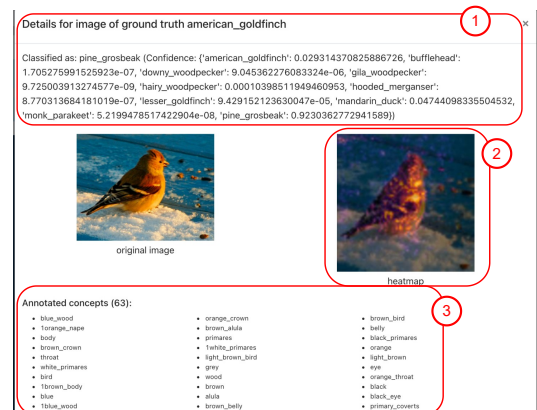 Details for image of ground truth american_goldfinch
1
×
Classified as: pine_grosbeak (Confidence: {'american_goldfinch': 0.029314370825886726, 'bufflehead':
1.705275991525923e-07, 'downy_woodpecker': 9.045362276083324e-06, 'gila_woodpecker':
9.725003913274577e-09, 'hairy_woodpecker': 0.00010398511949460953, 'hooded_merganser':
8.770313684181019e-07, 'lesser_goldfinch': 9.429152123630047e-05, 'mandarin_duck': 0.04744098335504532,
'monk_parakeet': 5.2199478517422904e-08, 'pine_grosbeak': 0.9230362772941589})
2
original image
heatmap
Annotated concepts (63):
3
• blue_wood
• 1orange_nape
• body
• brown_crown
• throat
• white_primares
• bird
• 1brown_body
• blue
• 1blue_wood
• orange_crown
• brown_alula
• primares
• 1white_primares
• light_brown_bird
• grey
• wood
• brown
• alula
• brown_belly
• brown_bird
• belly
• black_primares
• orange
• light_brown
• eye
• orange_throat
• black
• black_eye
• primary_coverts